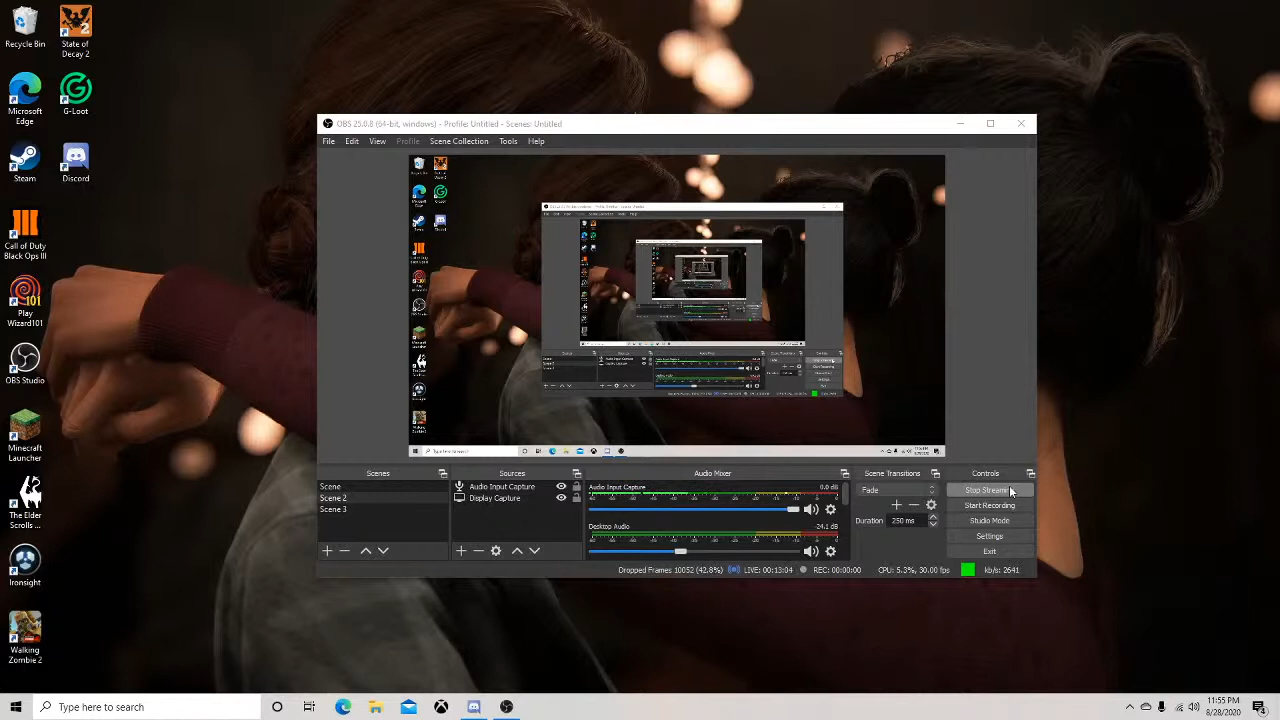 Recycle Bin
State of
Decay 2
Microsoft
Edge
G-Loot
Steam
Discord
Call of Duty
Black Ops III
World101
OBS Studio
Minecraft
Launcher
The Elder
Scrolls ...
Ironsight
Walking
Zombie 2
OBS 25.0.8 (64-bit, windows) - Profile: Untitled - Scenes: Untitled
File Edit View Profile Scene Collection Tools Help
Scenes
Scene
Scene 2
Scene 3
Sources
Audio Input Capture
Display Capture
Audio Mixer
Audio Input Capture 0.0 dB
Desktop Audio -24.1 dB
Scene Transitions
Fade
Duration 250 ms
Controls
Stop Streaming
Start Recording
Studio Mode
Settings
Exit
Dropped Frames 10052 (42.8%) LIVE: 00:13:04 REC: 00:00:00 CPU: 5.3%, 30.00 fps kb/s: 2641
Type here to search
11:55 PM
8/28/2020